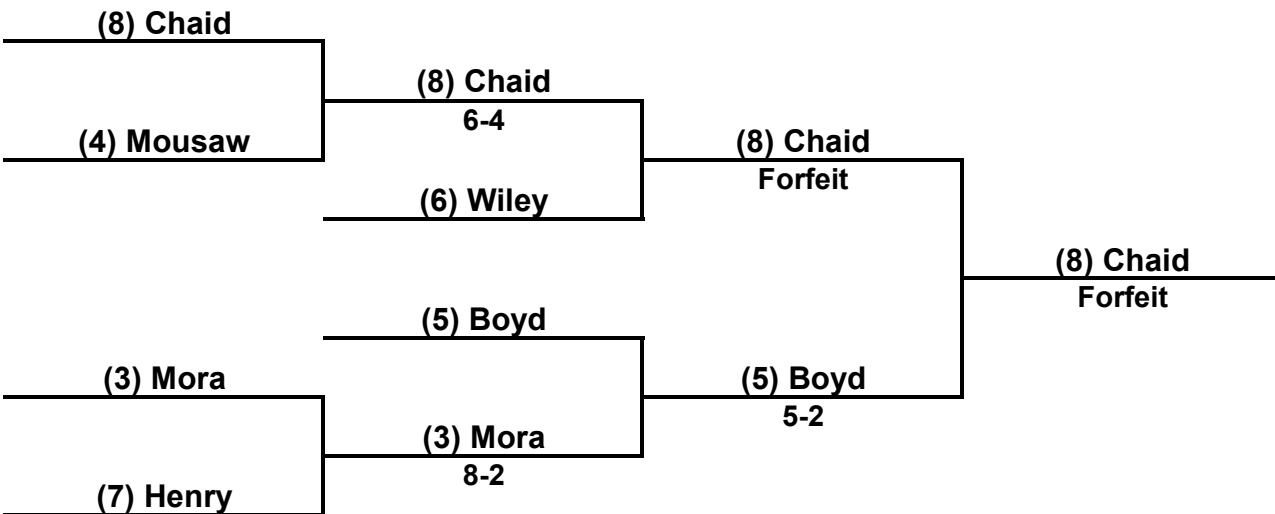 (8) Chaid
(8) Chaid
6-4
(4) Mousaw
(8) Chaid
Forfeit
(6) Wiley
(8) Chaid
Forfeit
(5) Boyd
(3) Mora
(5) Boyd
5-2
(3) Mora
8-2
(7) Henry